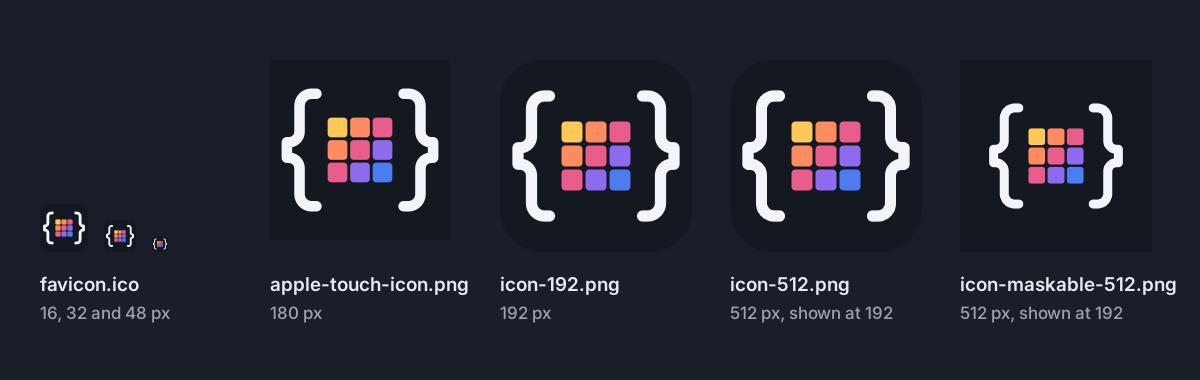 favicon.ico
16, 32 and 48 px
apple-touch-icon.png
180 px
icon-192.png
192 px
icon-512.png
512 px, shown at 192
icon-maskable-512.png
512 px, shown at 192